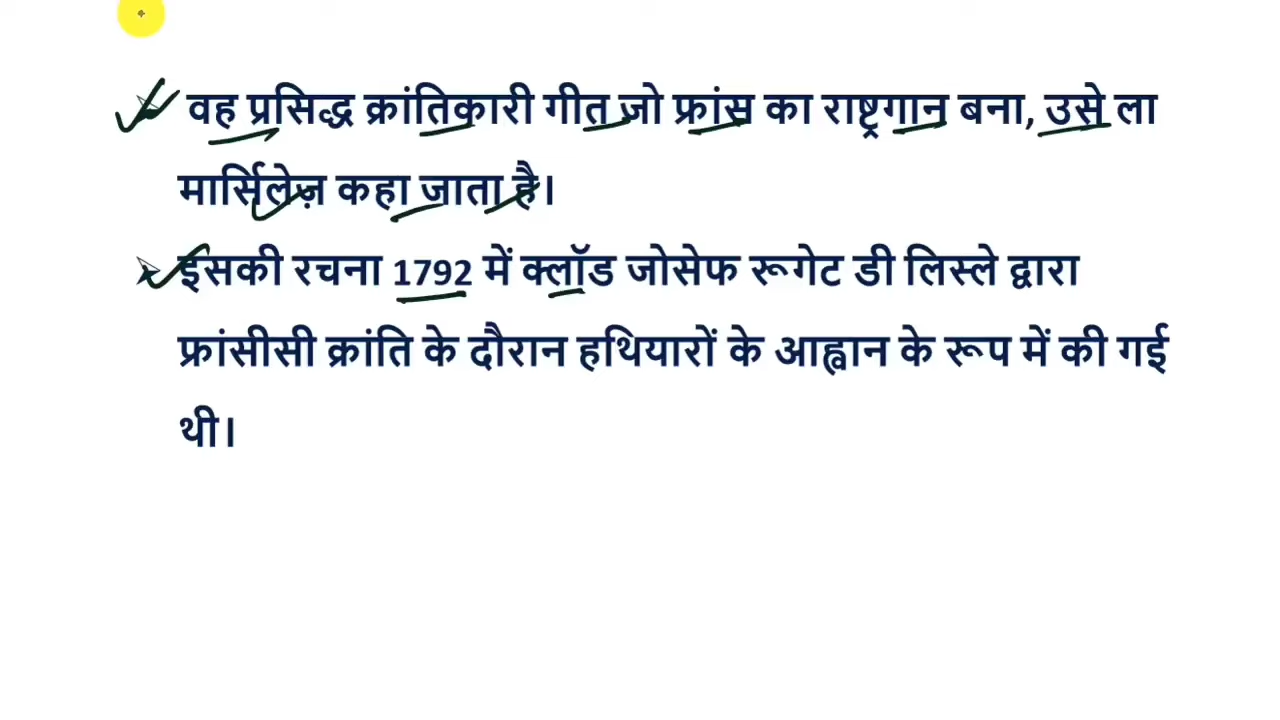 वह प्रसिद्ध क्रांतिकारी गीत जो फ्रांस का राष्ट्रगान बना, उसे ला
मार्सिलेज़ कहा जाता है।
इसकी रचना 1792 में क्लॉड जोसेफ रूगेट डी लिस्ले द्वारा
फ्रांसीसी क्रांति के दौरान हथियारों के आह्वान के रूप में की गई
थी।